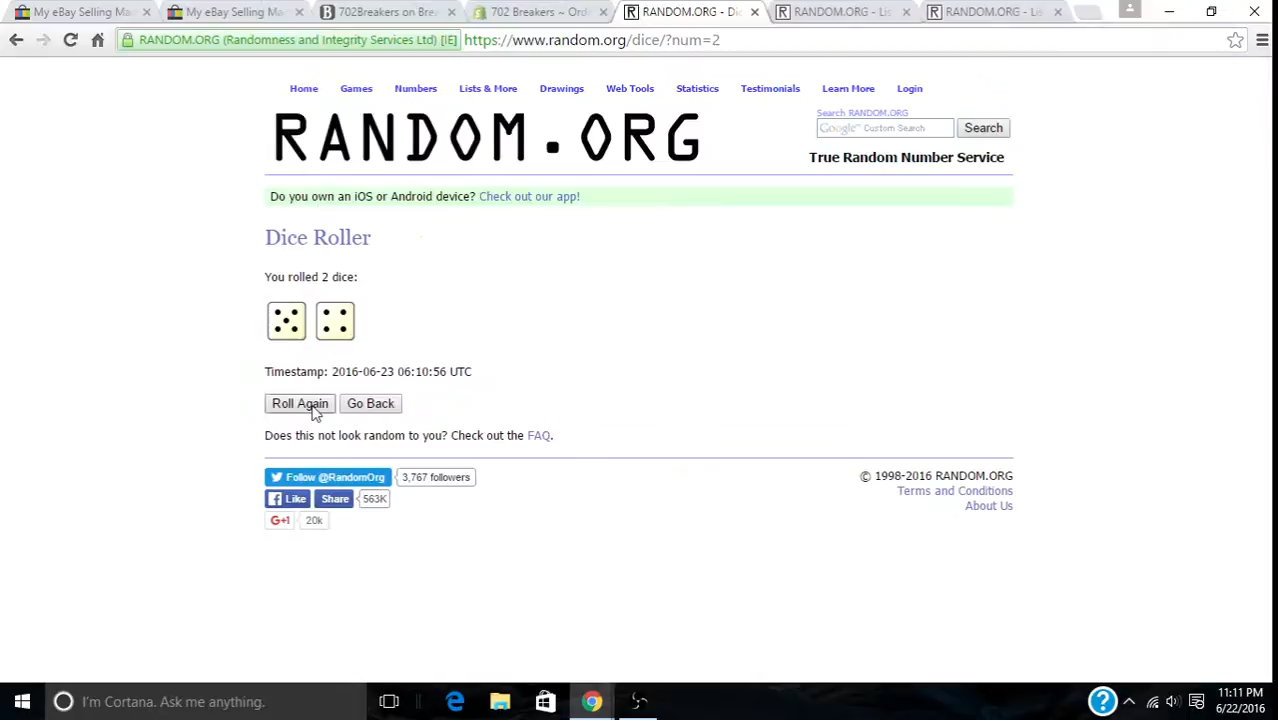 My eBay Selling Ma
My eBay Selling Ma
702Breakers on Brea
702 Breakers ~ Ord
RANDOM.ORG - Di
RANDOM.ORG - Lis
RANDOM.ORG - Lis
RANDOM.ORG (Randomness and Integrity Services Ltd) [IE] https://www.random.org/dice/?num=2
Home Games Numbers Lists & More Drawings Web Tools Statistics Testimonials Learn More Login
RANDOM.ORG
Search RANDOM.ORG
Google™ Custom Search Search
True Random Number Service
Do you own an iOS or Android device? Check out our app!
Dice Roller
You rolled 2 dice:
Timestamp: 2016-06-23 06:10:56 UTC
Roll Again Go Back
Does this not look random to you? Check out the FAQ.
Follow @RandomOrg 3,767 followers
Like Share 563K
G+1 20k
© 1998-2016 RANDOM.ORG
Terms and Conditions
About Us
I'm Cortana. Ask me anything.
11:11 PM
6/22/2016